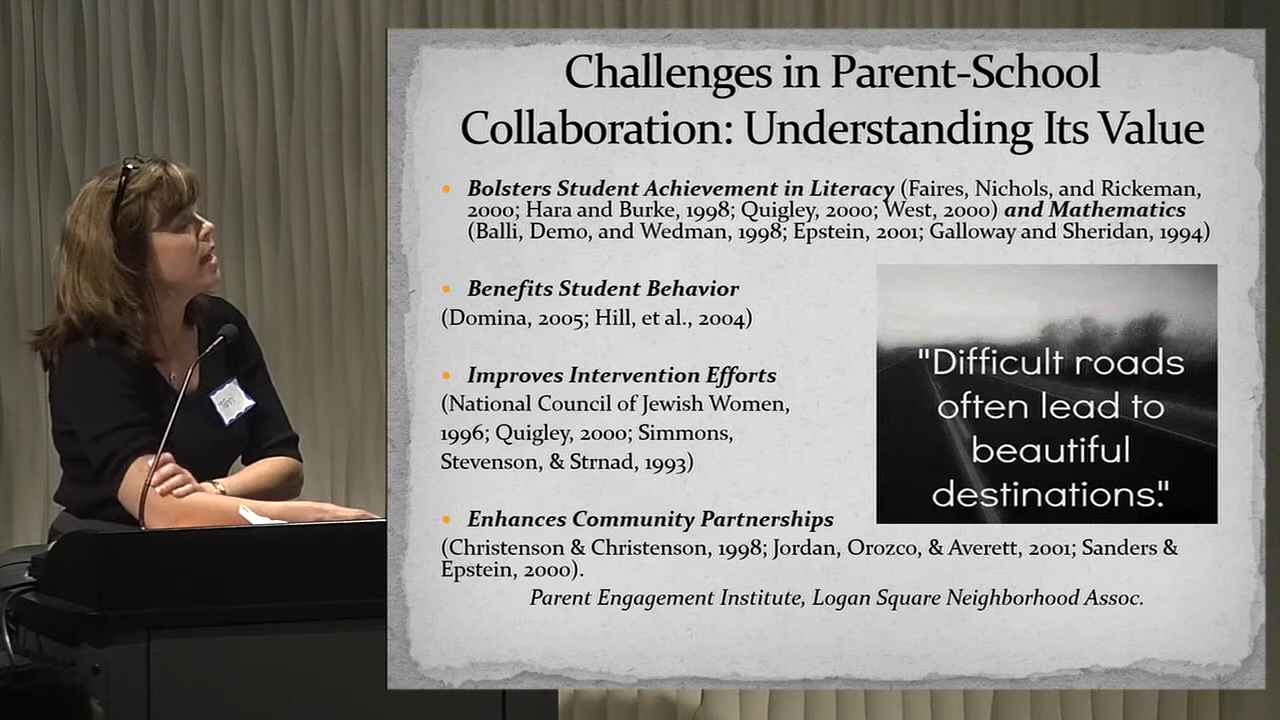 Challenges in Parent-School
Collaboration: Understanding Its Value
• Bolsters Student Achievement in Literacy (Faires, Nichols, and Rickeman,
2000; Hara and Burke, 1998; Quigley, 2000; West, 2000) and Mathematics
(Balli, Demo, and Wedman, 1998; Epstein, 2001; Galloway and Sheridan, 1994)
• Benefits Student Behavior
(Domina, 2005; Hill, et al., 2004)
• Improves Intervention Efforts
(National Council of Jewish Women,
1996; Quigley, 2000; Simmons,
Stevenson, & Strnad, 1993)
"Difficult roads
often lead to
beautiful
destinations."
• Enhances Community Partnerships
(Christenson & Christenson, 1998; Jordan, Orozco, & Averett, 2001; Sanders &
Epstein, 2000).
Parent Engagement Institute, Logan Square Neighborhood Assoc.